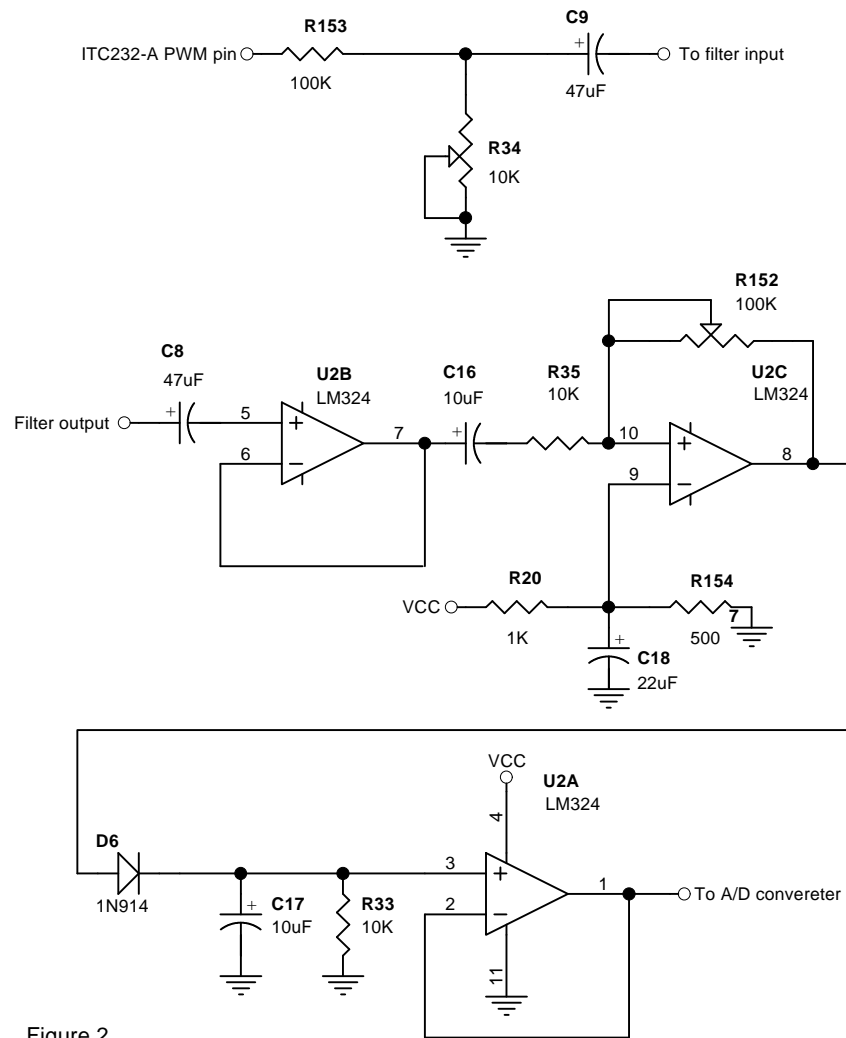 R153
C9
ITC232-A PWM pin
+
To filter input
100K
47uF
R34
10K
R152
100K
C8
47uF
U2B
LM324
C16
10uF
R35
10K
U2C
LM324
Filter output
+
5
+
7
+
10
+
8
6
−
9
−
R20
R154
VCC
7
1K
+
500
C18
22uF
VCC
U2A
LM324
4
D6
3
+
1
To A/D convereter
1N914
+
C17
10uF
R33
10K
2
−
11
Figure 2